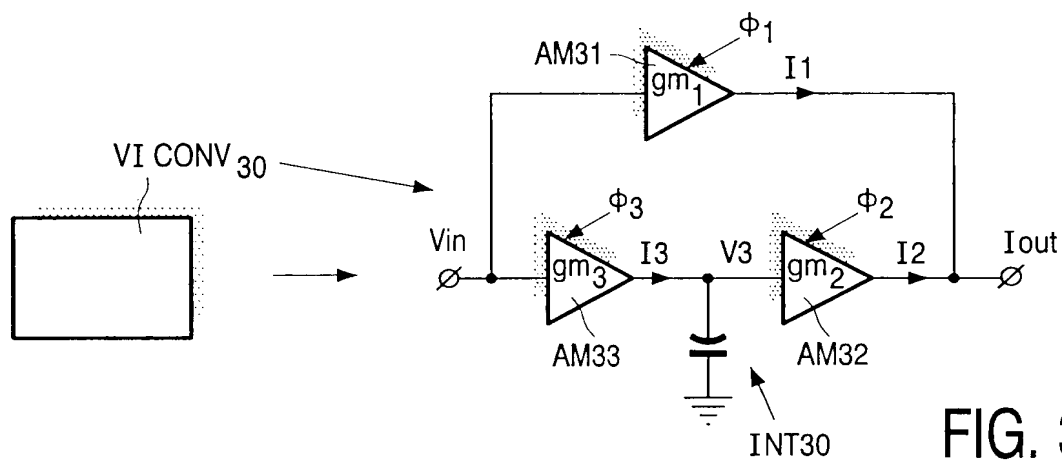 Φ1
AM31
gm1
I1
VI CONV30
Φ3
Φ2
Vin
gm3
I3
V3
gm2
I2
Iout
AM33
AM32
INT30
FIG.